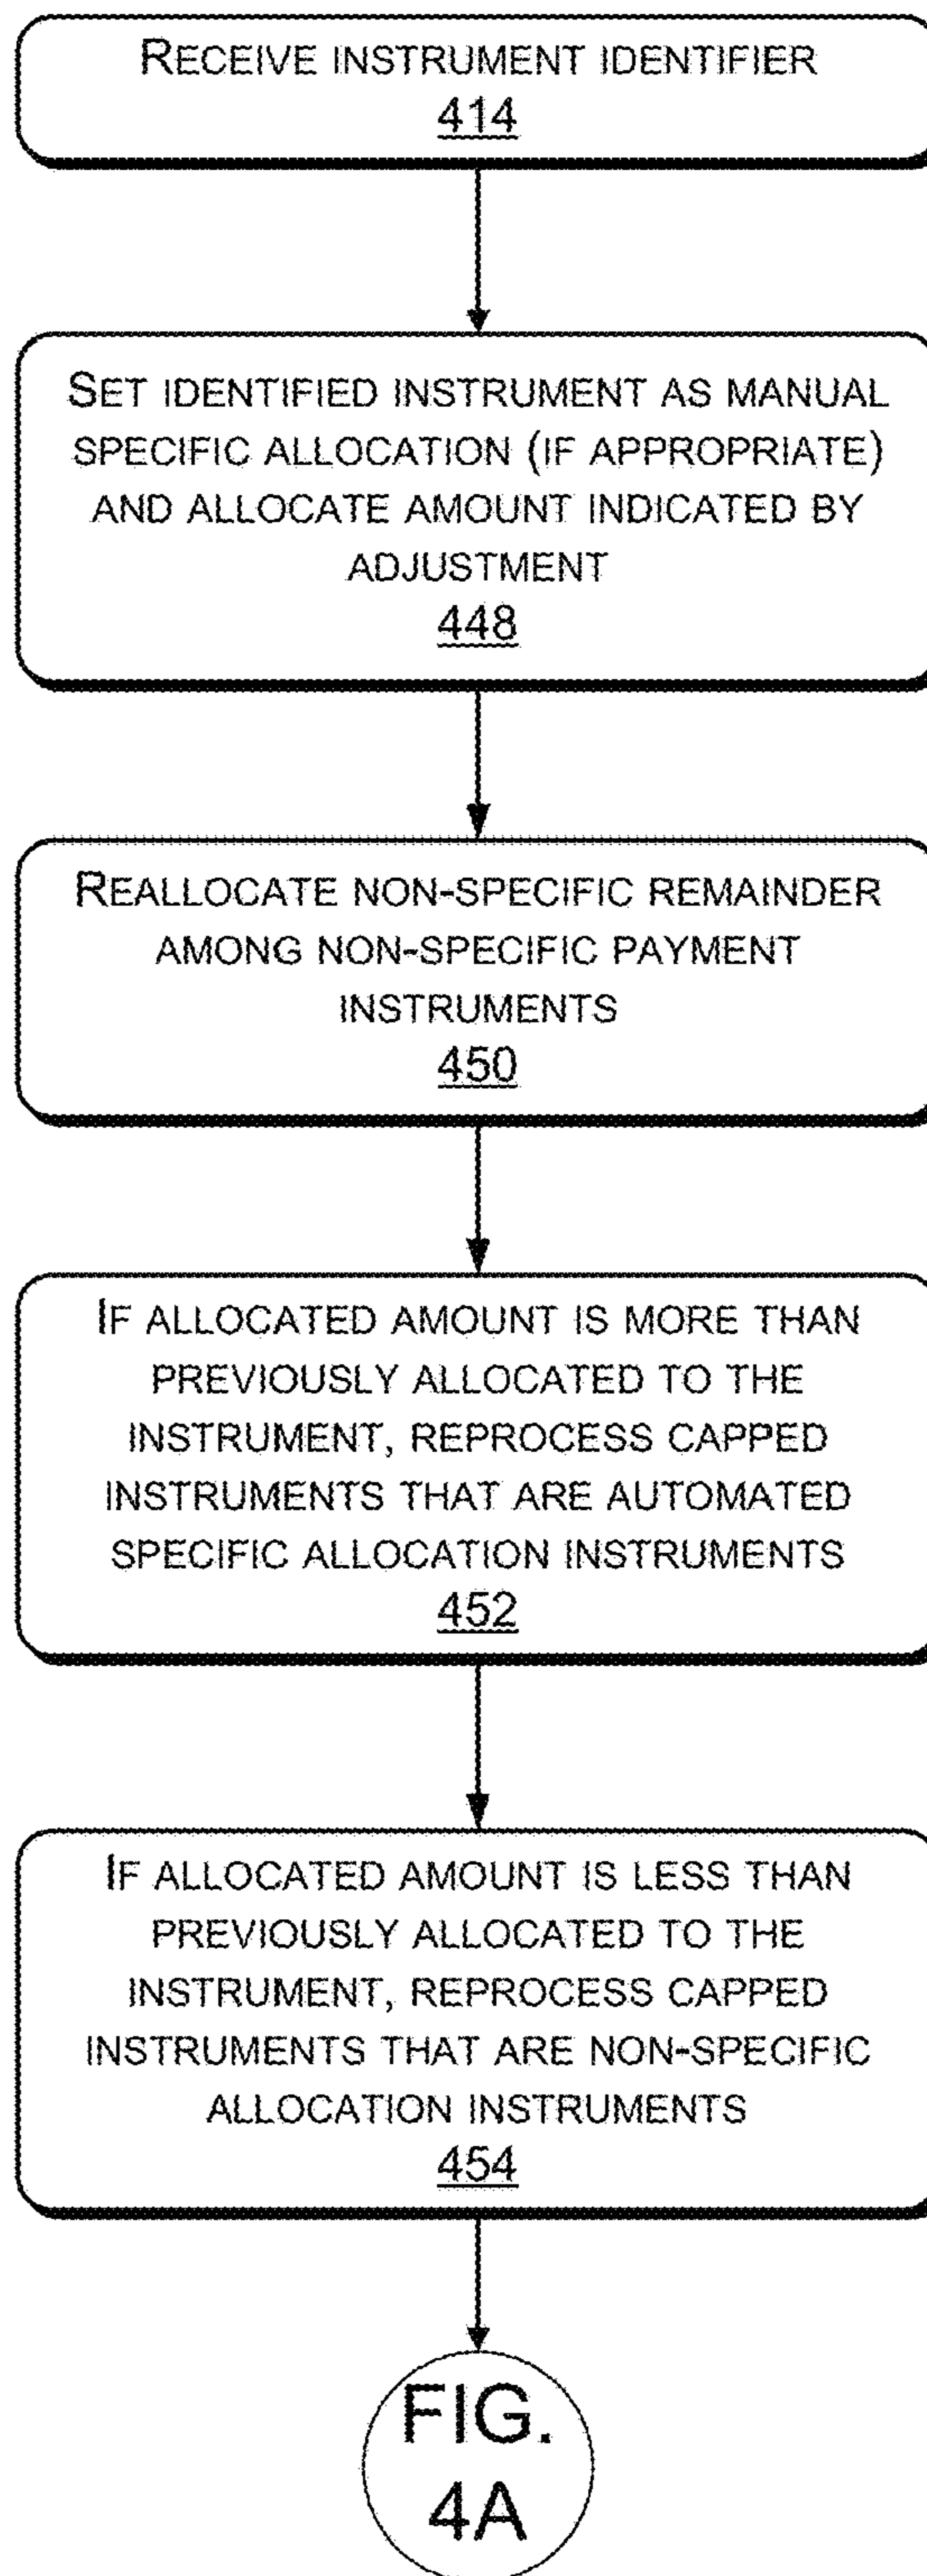 RECEIVE INSTRUMENT IDENTIFIER
414
SET IDENTIFIED INSTRUMENT AS MANUAL
SPECIFIC ALLOCATION (IF APPROPRIATE)
AND ALLOCATE AMOUNT INDICATED BY
ADJUSTMENT
448
REALLOCATE NON-SPECIFIC REMAINDER
AMONG NON-SPECIFIC PAYMENT
INSTRUMENTS
450
IF ALLOCATED AMOUNT IS MORE THAN
PREVIOUSLY ALLOCATED TO THE
INSTRUMENT, REPROCESS CAPPED
INSTRUMENTS THAT ARE AUTOMATED
SPECIFIC ALLOCATION INSTRUMENTS
452
IF ALLOCATED AMOUNT IS LESS THAN
PREVIOUSLY ALLOCATED TO THE
INSTRUMENT, REPROCESS CAPPED
INSTRUMENTS THAT ARE NON-SPECIFIC
ALLOCATION INSTRUMENTS
454
FIG.
4A